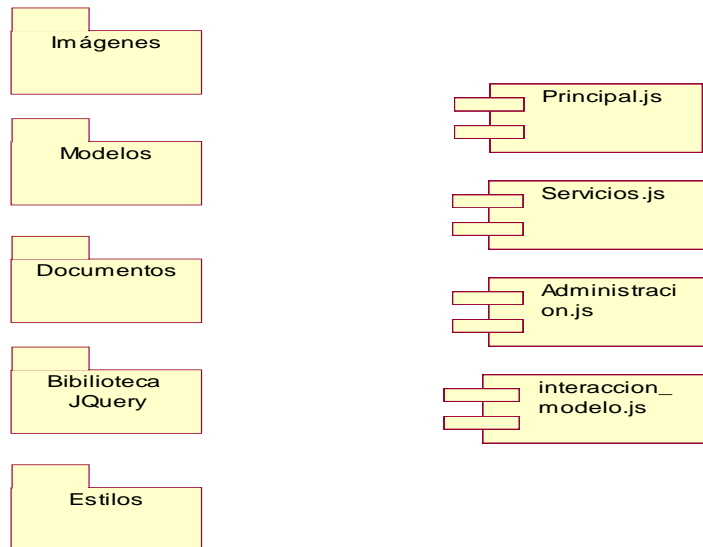 Imágenes
Modelos
Documentos
Bibilioteca
JQuery
Estilos
Principal.js
Servicios.js
Administraci
on.js
interaccion_
modelo.js